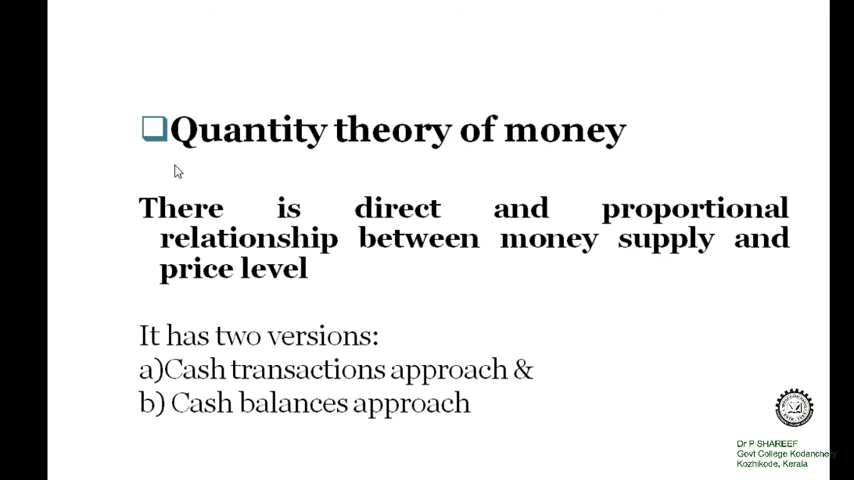 Quantity theory of money
There is direct and proportional
relationship between money supply and
price level
It has two versions:
a)Cash transactions approach &
b) Cash balances approach
Dr P SHAREEF
Govt College Kodanchery
Kozhikode, Kerala